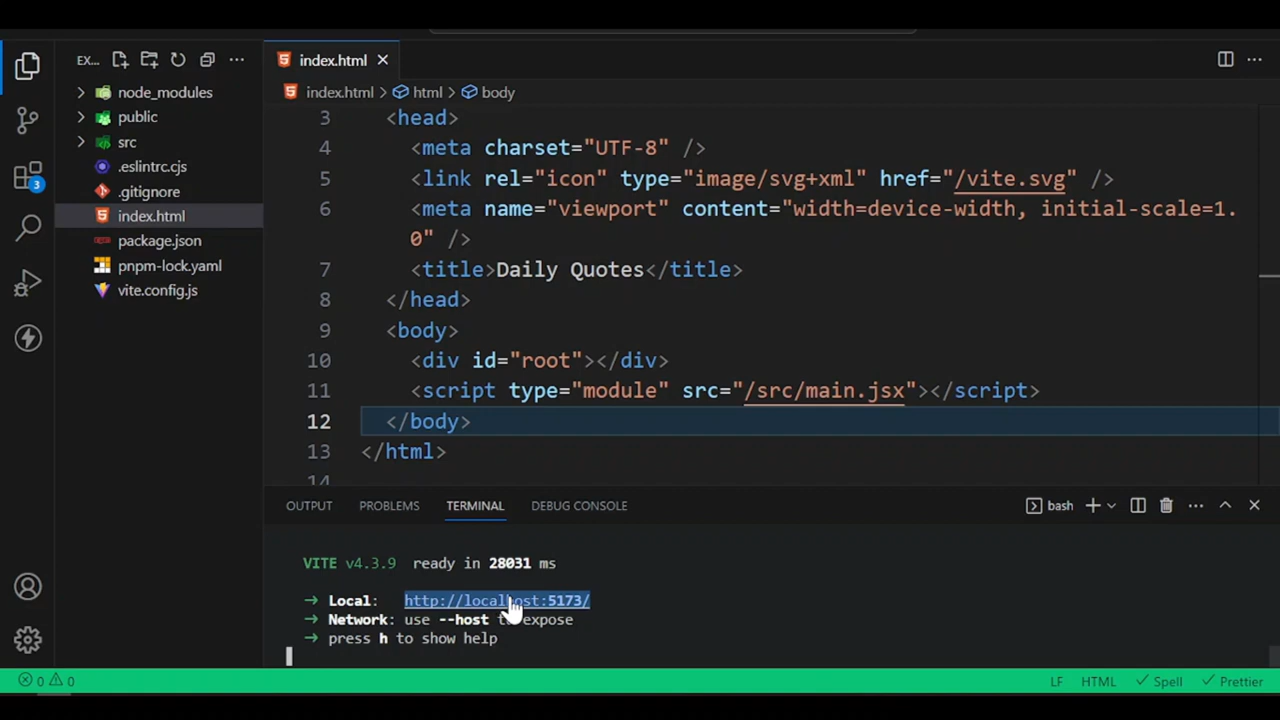 EX...
index.html
node_modules
public
src
.eslintrc.cjs
.gitignore
index.html
package.json
pnpm-lock.yaml
vite.config.js
3
index.html > html > body
3 <head>
4 <meta charset="UTF-8" />
5 <link rel="icon" type="image/svg+xml" href="/vite.svg" />
6 <meta name="viewport" content="width=device-width, initial-scale=1.
0" />
7 <title>Daily Quotes</title>
8 </head>
9 <body>
10 <div id="root"></div>
11 <script type="module" src="/src/main.jsx"></script>
12 </body>
13 </html>
14
OUTPUT PROBLEMS TERMINAL DEBUG CONSOLE bash
VITE v4.3.9 ready in 28031 ms
➜ Local: http://localhost:5173/
➜ Network: use --host to expose
➜ press h to show help
0 0 LF HTML Spell Prettier